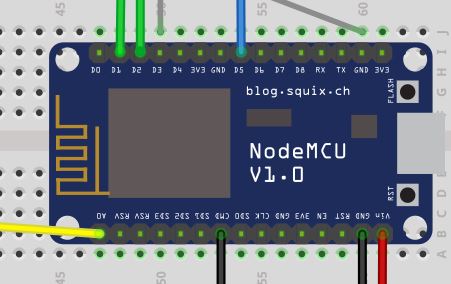 45
50
55
60
J
I
H
G
F
D0 D1 D2 D3 D4 3V3 GND D5 D6 D7 D8 RX TX GND 3V3
FLASH
blog.squix.ch
NodeMCU
V1.0
RST
A0 RSV RSV SD3 SD2 SD1 CMD SD0 CLK GND 3V3 EN RST GND Vin
E
D
C
B
A
45
50
55
60